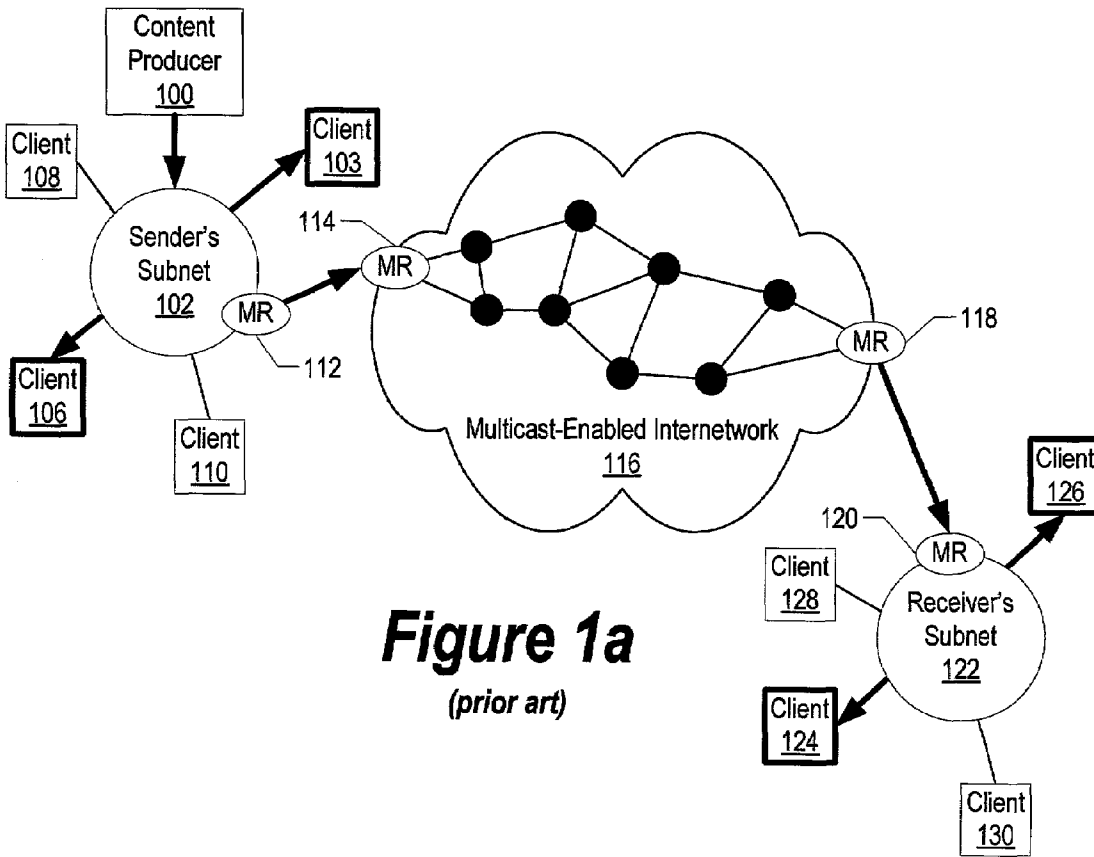 Content
Producer
100
Client
108
Client
103
Sender's
Subnet
102
MR
112
Client
106
Client
110
114
MR
Multicast-Enabled Internetwork
116
MR
118
Client
126
120
MR
Client
128
Receiver's
Subnet
122
Client
124
Client
130
Figure 1a
(prior art)